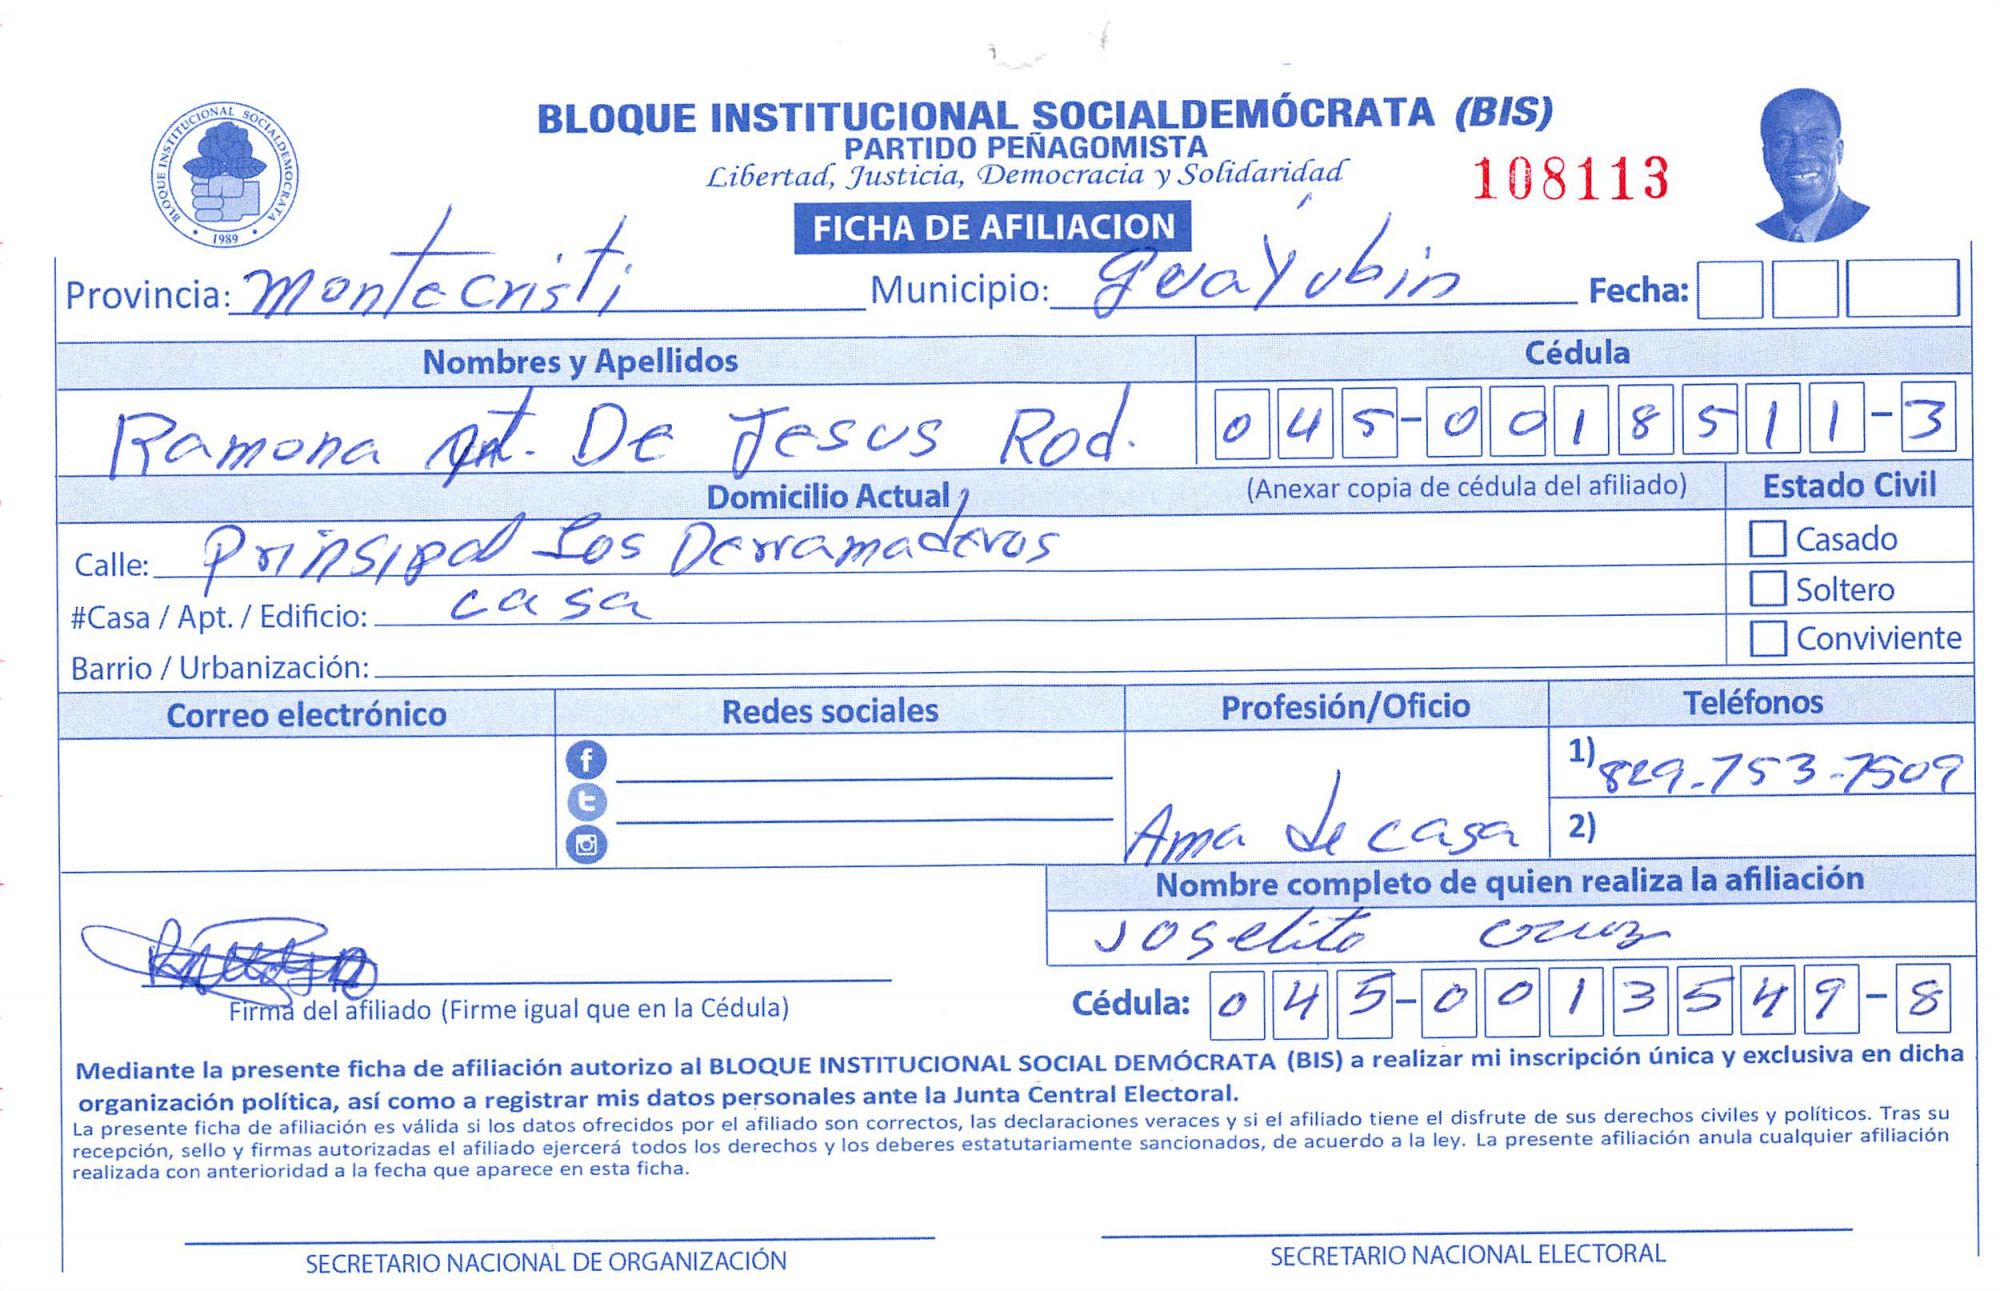 BLOQUE INSTITUCIONAL SOCIALDEMÓCRATA (BIS)
PARTIDO PEÑAGOMISTA
Libertad, Justicia, Democracia y Solidaridad
108113
BLOQUE INSTITUCIONAL SOCIALDEMOCRATA
1989
FICHA DE AFILIACION
Provincia: Montecristi Municipio: guaYubin Fecha:
Nombres y Apellidos Cédula
Ramona Ant. De Jesus Rod. 045-0018511-3
Domicilio Actual (Anexar copia de cédula del afiliado) Estado Civil
Calle: Prinsipal Los Derramaderos Casado
#Casa / Apt. / Edificio: casa Soltero
Barrio / Urbanización: Conviviente
Correo electrónico Redes sociales Profesión/Oficio Teléfonos
1) 829-753-7509
Ama de casa 2)
Nombre completo de quien realiza la afiliación
Joselito cruz
Firma del afiliado (Firme igual que en la Cédula) Cédula: 045-0013549-8
Mediante la presente ficha de afiliación autorizo al BLOQUE INSTITUCIONAL SOCIAL DEMÓCRATA (BIS) a realizar mi inscripción única y exclusiva en dicha
organización política, así como a registrar mis datos personales ante la Junta Central Electoral.
La presente ficha de afiliación es válida si los datos ofrecidos por el afiliado son correctos, las declaraciones veraces y si el afiliado tiene el disfrute de sus derechos civiles y políticos. Tras su
recepción, sello y firmas autorizadas el afiliado ejercerá todos los derechos y los deberes estatutariamente sancionados, de acuerdo a la ley. La presente afiliación anula cualquier afiliación
realizada con anterioridad a la fecha que aparece en esta ficha.
SECRETARIO NACIONAL DE ORGANIZACIÓN SECRETARIO NACIONAL ELECTORAL